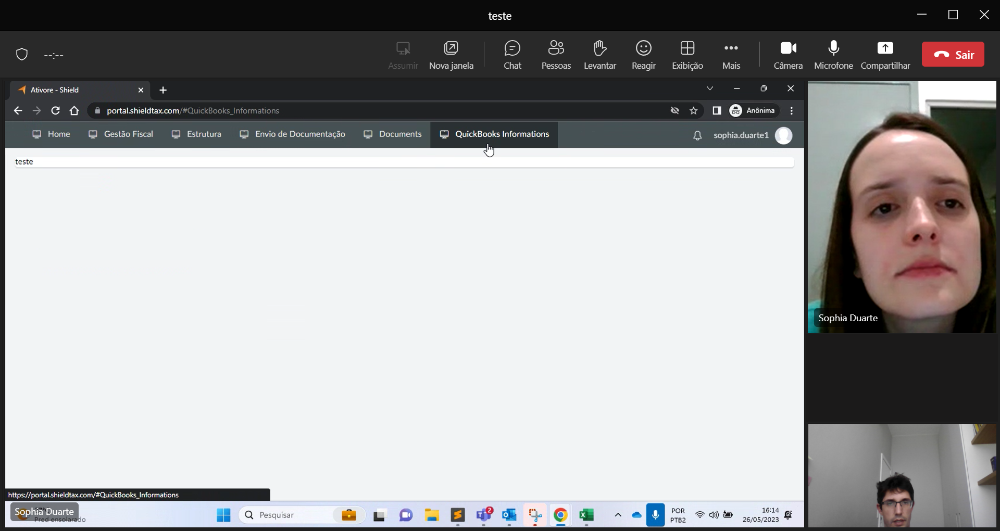 teste
--:--
Assumir
Nova janela
Chat
Pessoas
Levantar
Reagir
Exibição
Mais
Câmera
Microfone
Compartilhar
Sair
Ativore - Shield
portal.shieldtax.com/#QuickBooks_Informations
Anônima
Home
Gestão Fiscal
Estrutura
Envio de Documentação
Documents
QuickBooks Informations
sophia.duarte1
teste
Sophia Duarte
https://portal.shieldtax.com/#QuickBooks_Informations
Sophia Duarte
Pred ensolarado
Pesquisar
2
POR
PTB2
16:14
26/05/2023